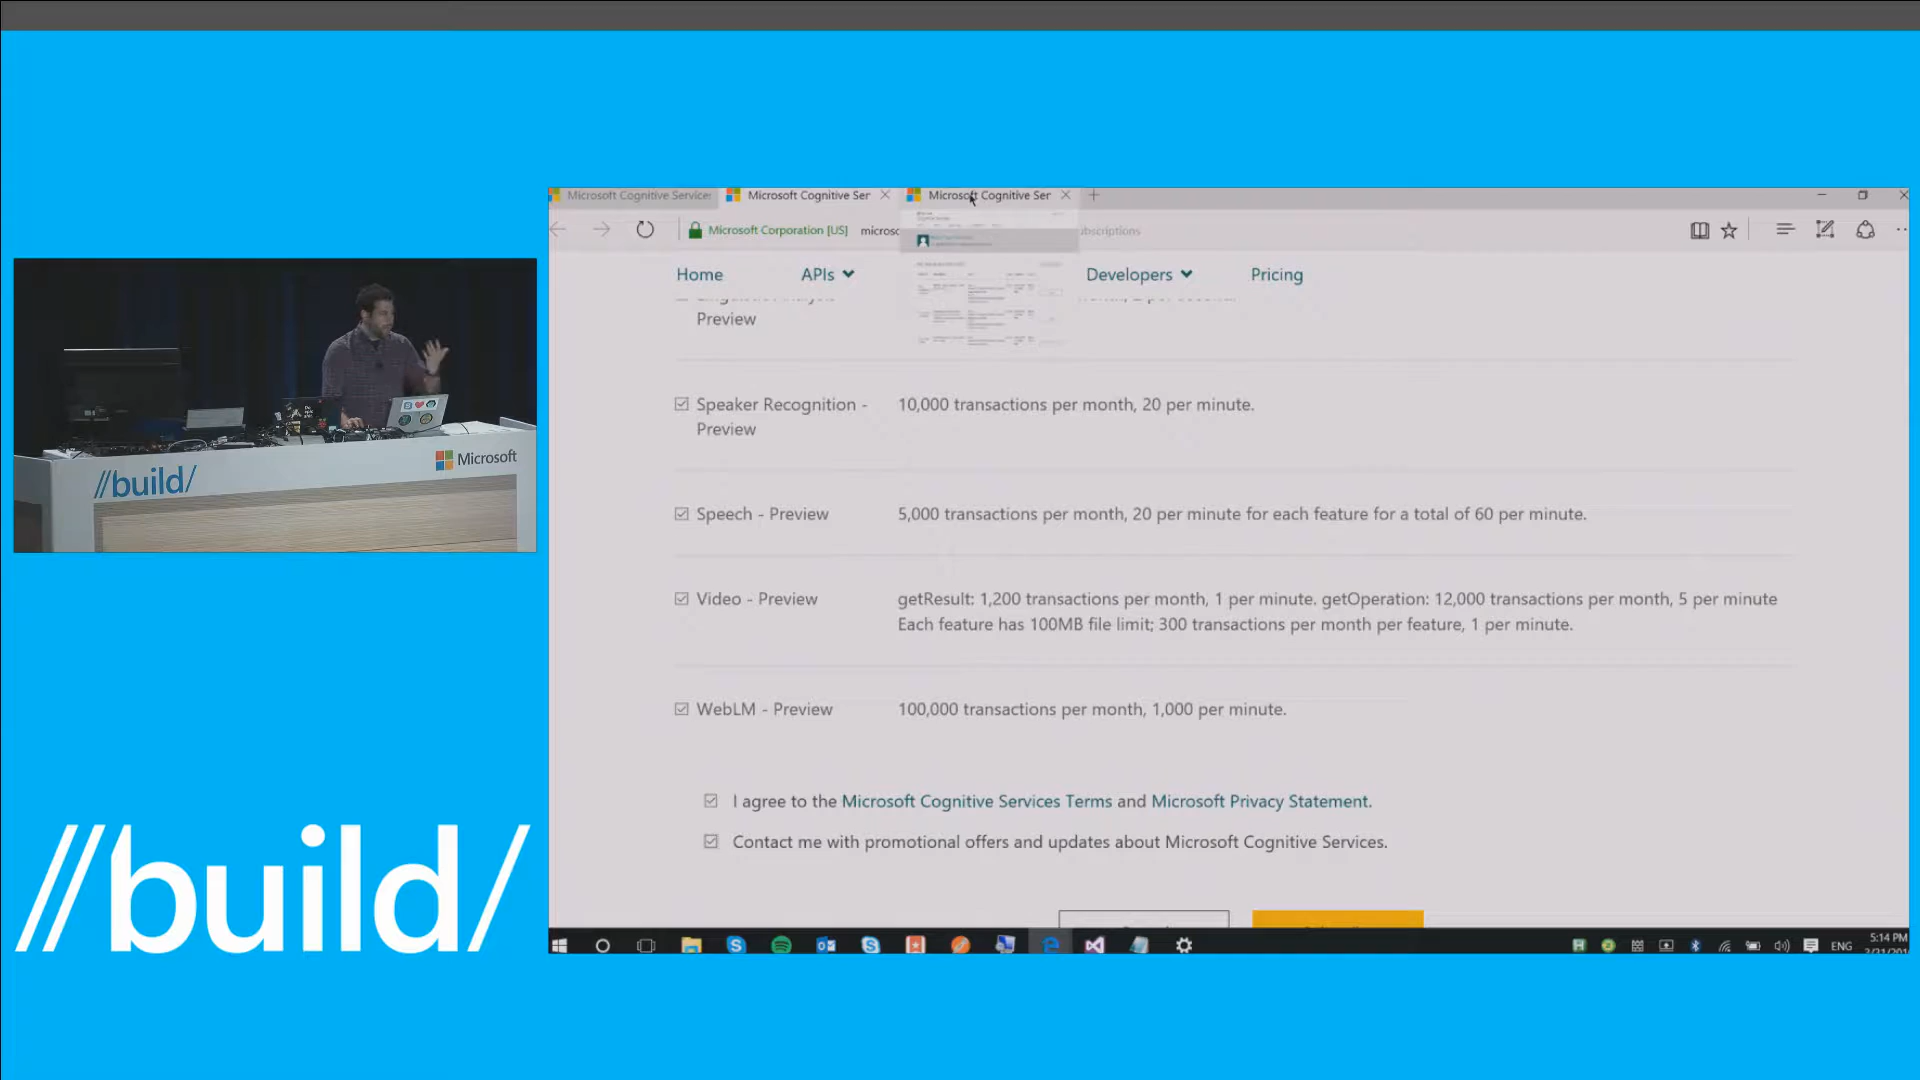 Microsoft Cognitive Services
Microsoft Cognitive Ser
Microsoft Cognitive Ser
Microsoft Corporation [US]
micros
ubscriptions
Home
APIs
Developers
Pricing
Linguistic Analysis
Preview
Speaker Recognition -
Preview
10,000 transactions per month, 20 per minute.
Speech - Preview
5,000 transactions per month, 20 per minute for each feature for a total of 60 per minute.
Video - Preview
getResult: 1,200 transactions per month, 1 per minute. getOperation: 12,000 transactions per month, 5 per minute
Each feature has 100MB file limit; 300 transactions per month per feature, 1 per minute.
WebLM - Preview
100,000 transactions per month, 1,000 per minute.
I agree to the Microsoft Cognitive Services Terms and Microsoft Privacy Statement.
Contact me with promotional offers and updates about Microsoft Cognitive Services.
ENG
5:14 PM
//build/
Microsoft
//build/